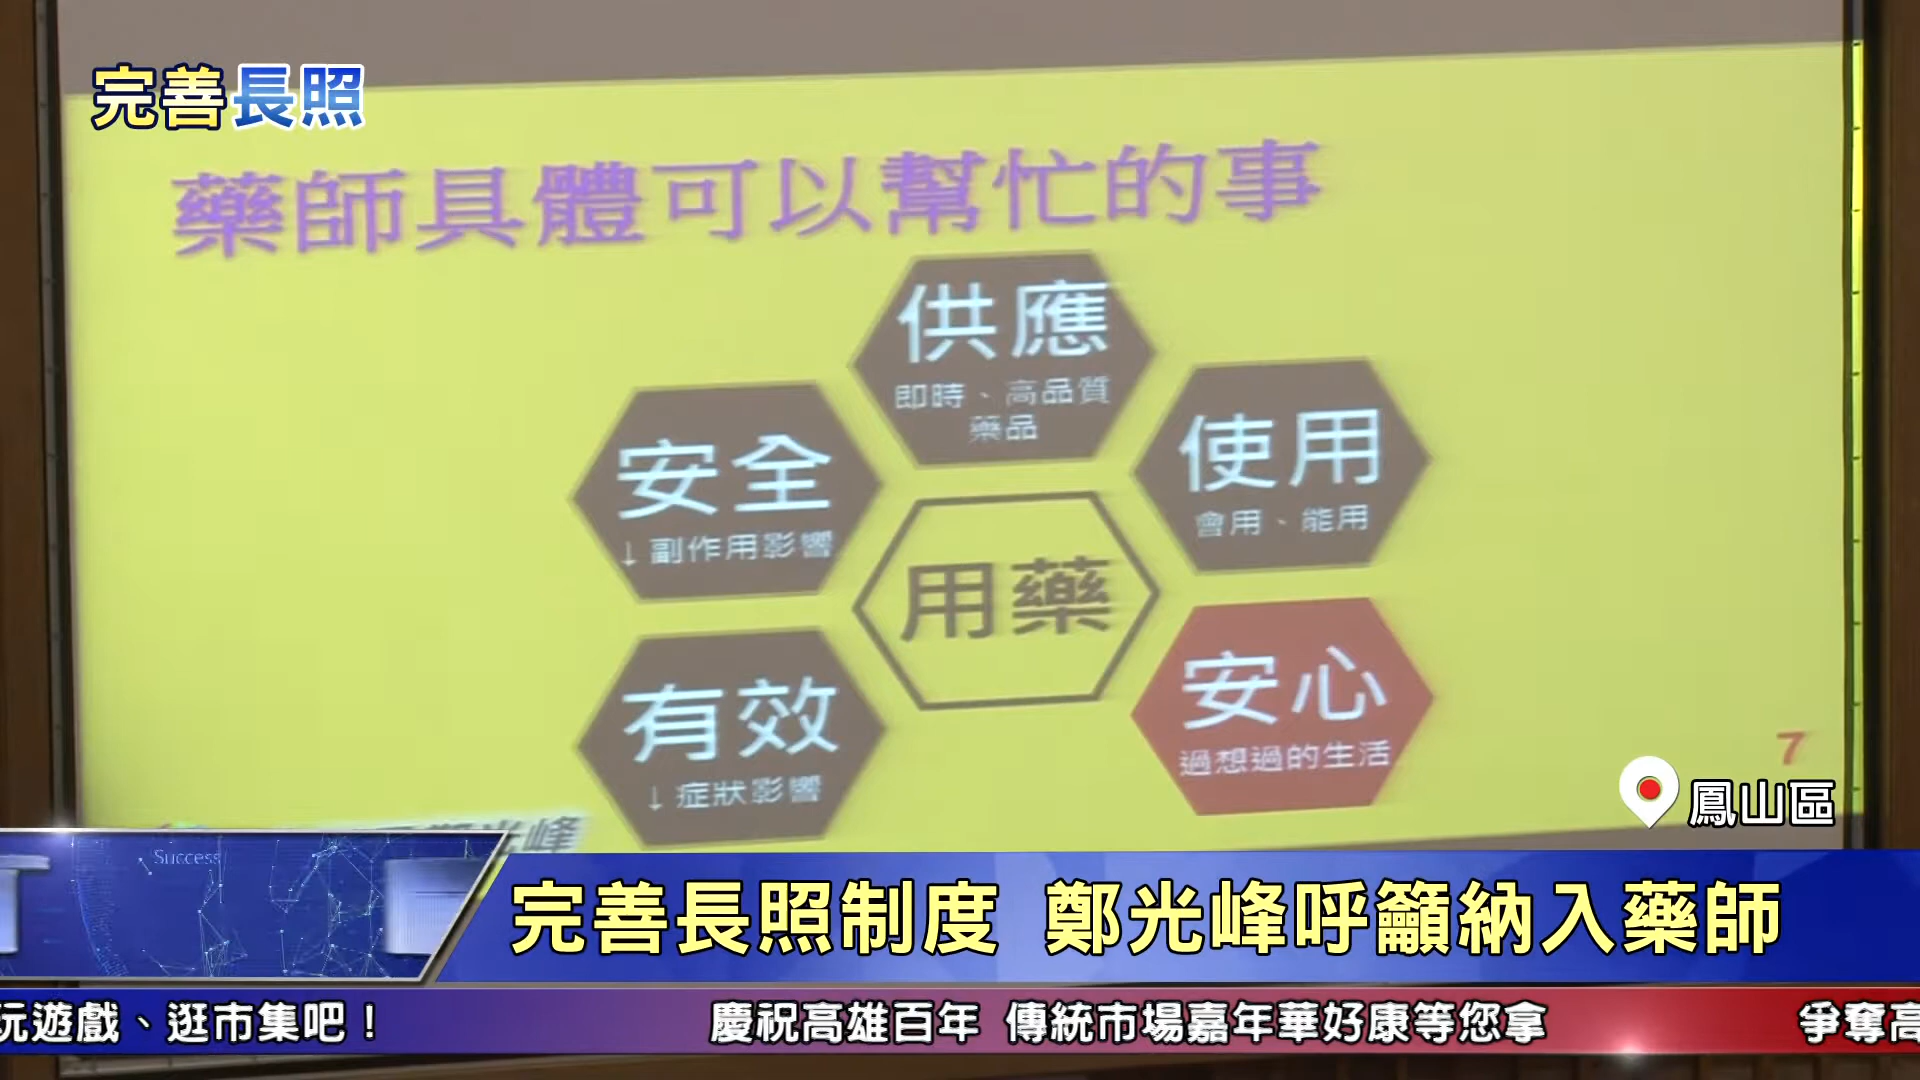 完善長照
藥師具體可以幫忙的事
供應
即時、高品質
藥品
安全
↓副作用影響
使用
會用、能用
用藥
有效
↓症狀影響
安心
過想過的生活
7
鳳山區
光峰
Success
完善長照制度 鄭光峰呼籲納入藥師
玩遊戲、逛市集吧！ 慶祝高雄百年 傳統市場嘉年華好康等您拿 爭奪高